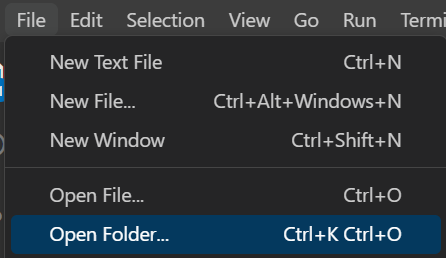 File Edit Selection View Go Run Termi
New Text File Ctrl+N
New File... Ctrl+Alt+Windows+N
New Window Ctrl+Shift+N
Open File... Ctrl+O
Open Folder... Ctrl+K Ctrl+O